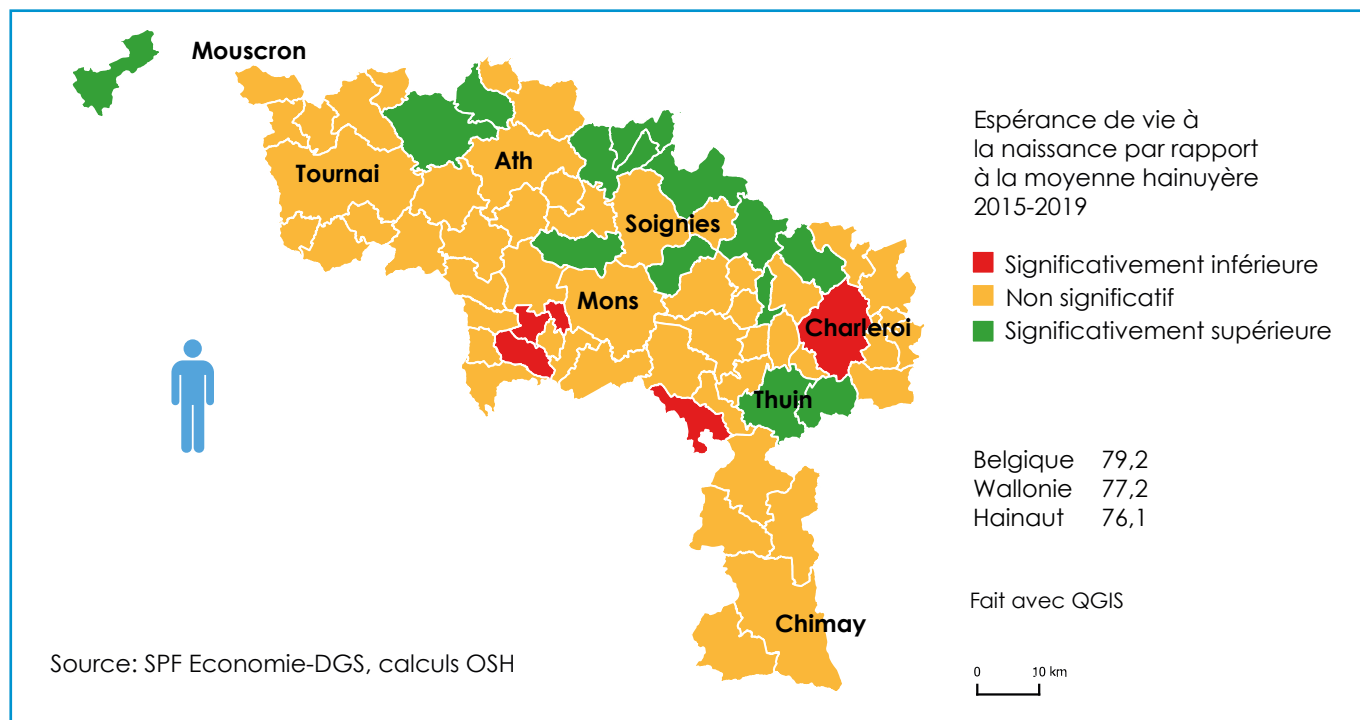 Mouscron
Tournai
Ath
Soignies
Mons
Charleroi
Thuin
Chimay
Espérance de vie à
la naissance par rapport
à la moyenne hainuyère
2015-2019
Significativement inférieure
Non significatif
Significativement supérieure
Belgique 79,2
Wallonie 77,2
Hainaut 76,1
Fait avec QGIS
0 10 km
Source: SPF Economie-DGS, calculs OSH